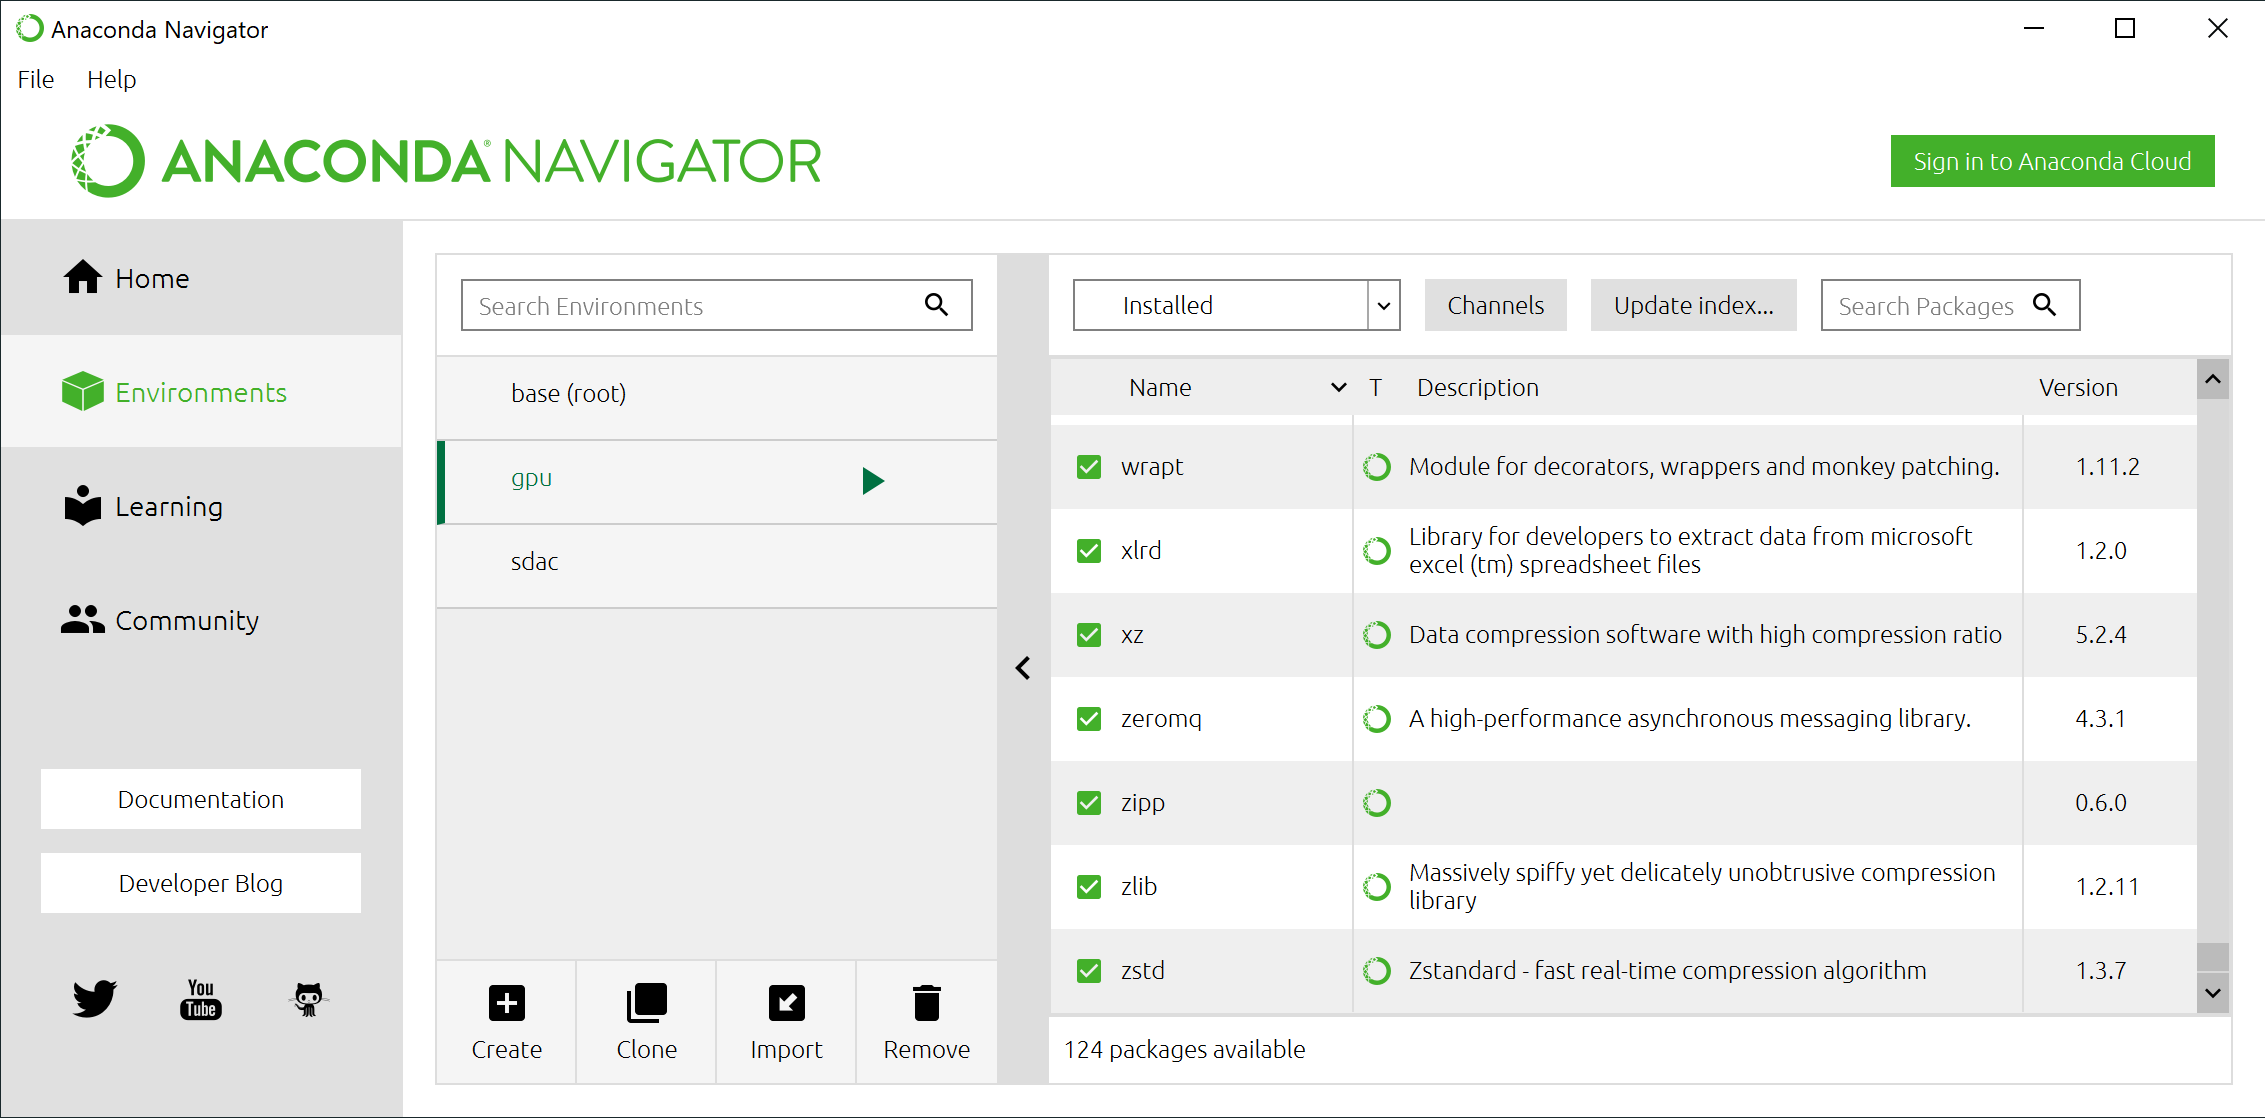 Anaconda Navigator
File Help
ANACONDA® NAVIGATOR
Sign in to Anaconda Cloud
Home
Environments
Learning
Community
Documentation
Developer Blog
You
Tube
Search Environments
base (root)
gpu
sdac
Create Clone Import Remove
Installed Channels Update index... Search Packages
Name T Description Version
wrapt Module for decorators, wrappers and monkey patching. 1.11.2
xlrd Library for developers to extract data from microsoft
excel (tm) spreadsheet files 1.2.0
xz Data compression software with high compression ratio 5.2.4
zeromq A high-performance asynchronous messaging library. 4.3.1
zipp 0.6.0
zlib Massively spiffy yet delicately unobtrusive compression
library 1.2.11
zstd Zstandard - fast real-time compression algorithm 1.3.7
124 packages available